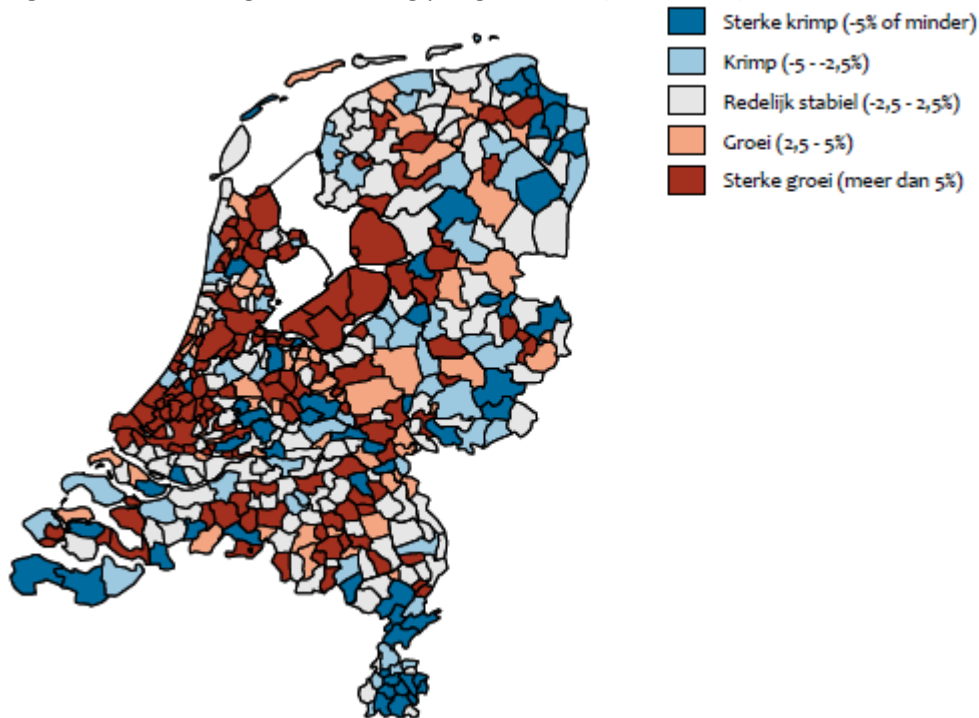 Sterke krimp (-5% of minder)
Krimp (-5 - -2,5%)
Redelijk stabiel (-2,5 - 2,5%)
Groei (2,5 - 5%)
Sterke groei (meer dan 5%)